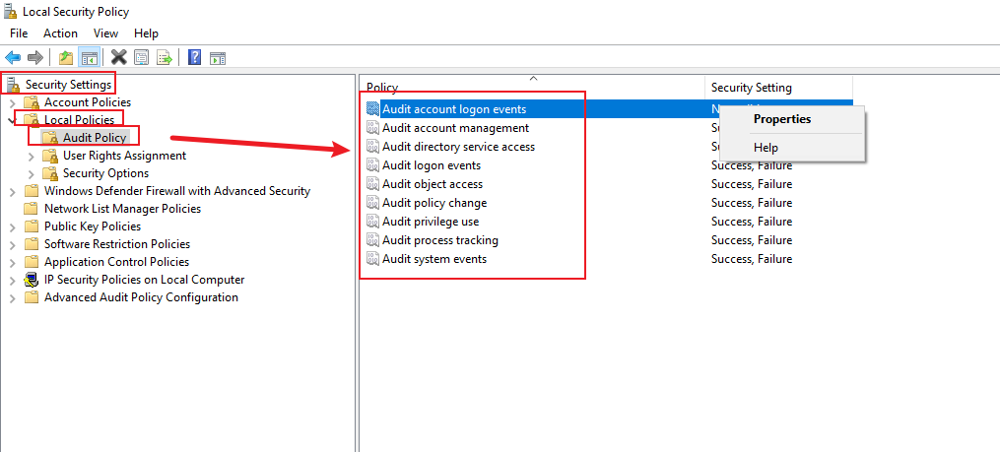 Local Security Policy
File Action View Help
Security Settings
Account Policies
Local Policies
Audit Policy
User Rights Assignment
Security Options
Windows Defender Firewall with Advanced Security
Network List Manager Policies
Public Key Policies
Software Restriction Policies
Application Control Policies
IP Security Policies on Local Computer
Advanced Audit Policy Configuration
Policy Security Setting
Audit account logon events
Audit account management
Audit directory service access
Audit logon events Success, Failure
Audit object access Success, Failure
Audit policy change Success, Failure
Audit privilege use Success, Failure
Audit process tracking Success, Failure
Audit system events Success, Failure
Properties
Help